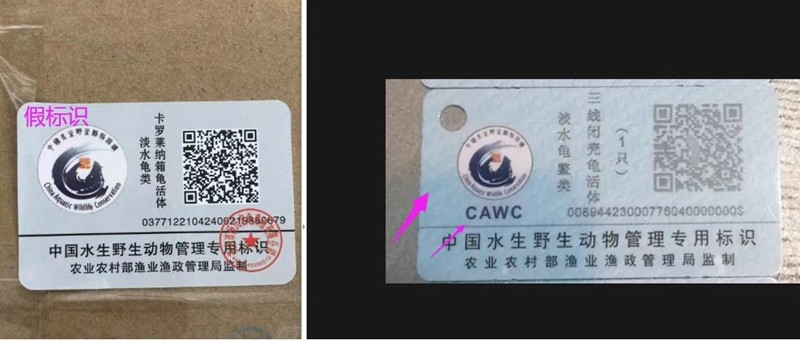 假标识
卡罗莱纳箱龟活体
淡水龟类
China Aquatic Wildlife Conservation
中国水生野生动物管理专用标识
农业农村部渔业渔政管理局监制
三线闭壳龟活体（1只）
淡水龟鳖类
CAWC
中国水生野生动物管理专用标识
农业农村部渔业渔政管理局监制